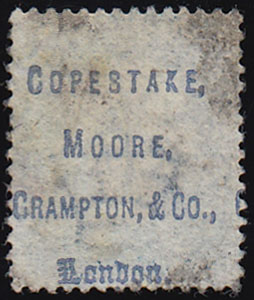 COPESTAKE,
MOORE,
CRAMPTON, & CO.,
London.